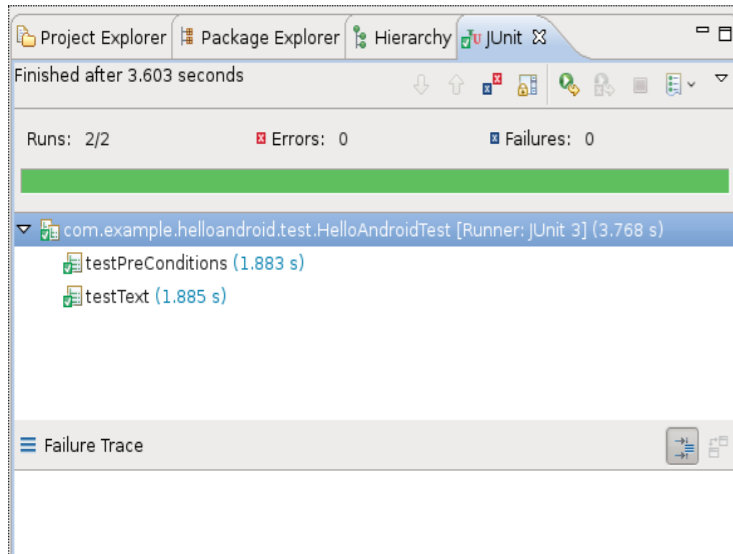 Project Explorer Package Explorer Hierarchy JUnit
Finished after 3.603 seconds
Runs: 2/2 Errors: 0 Failures: 0
com.example.helloandroid.test.HelloAndroidTest [Runner: JUnit 3] (3.768 s)
testPreConditions (1.883 s)
testText (1.885 s)
Failure Trace